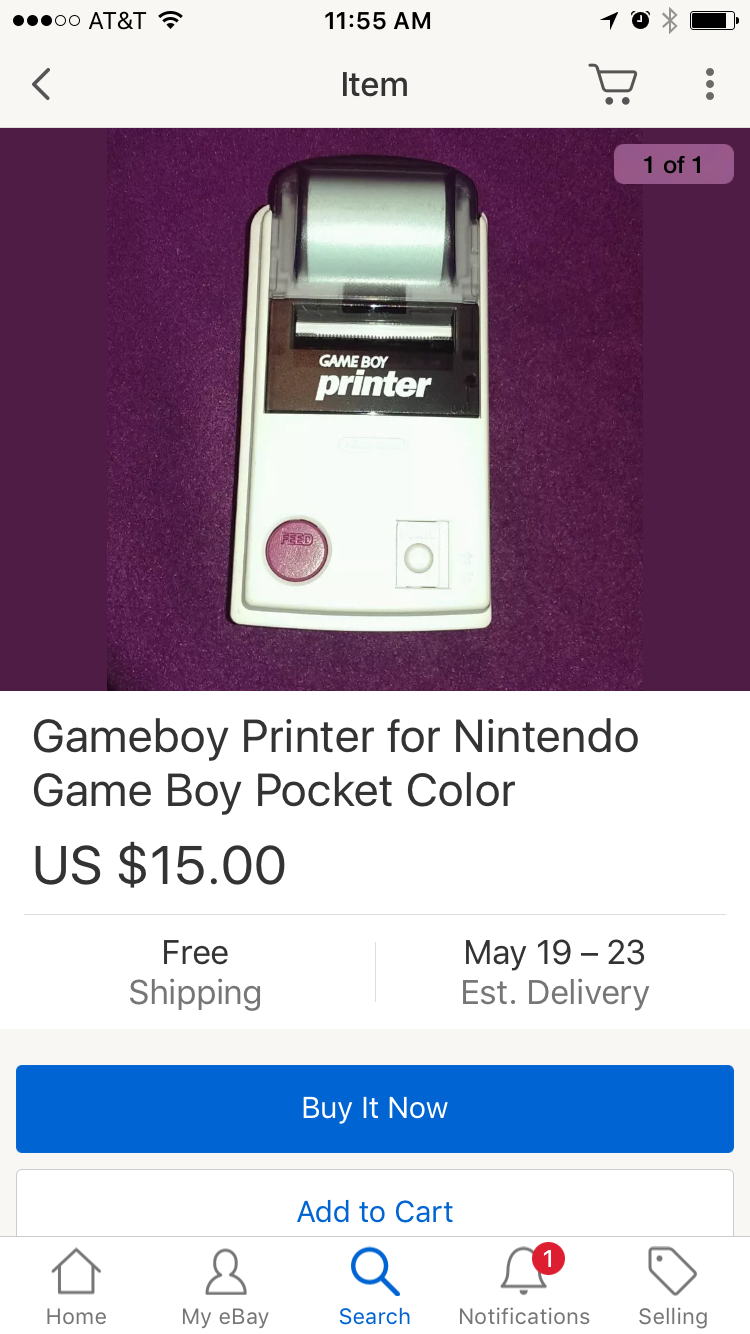 AT&T 11:55 AM
Item
1 of 1
GAME BOY
printer
FEED
Gameboy Printer for Nintendo
Game Boy Pocket Color
US $15.00
Free
Shipping
May 19 – 23
Est. Delivery
Buy It Now
Add to Cart
1
Home
My eBay
Search
Notifications
Selling